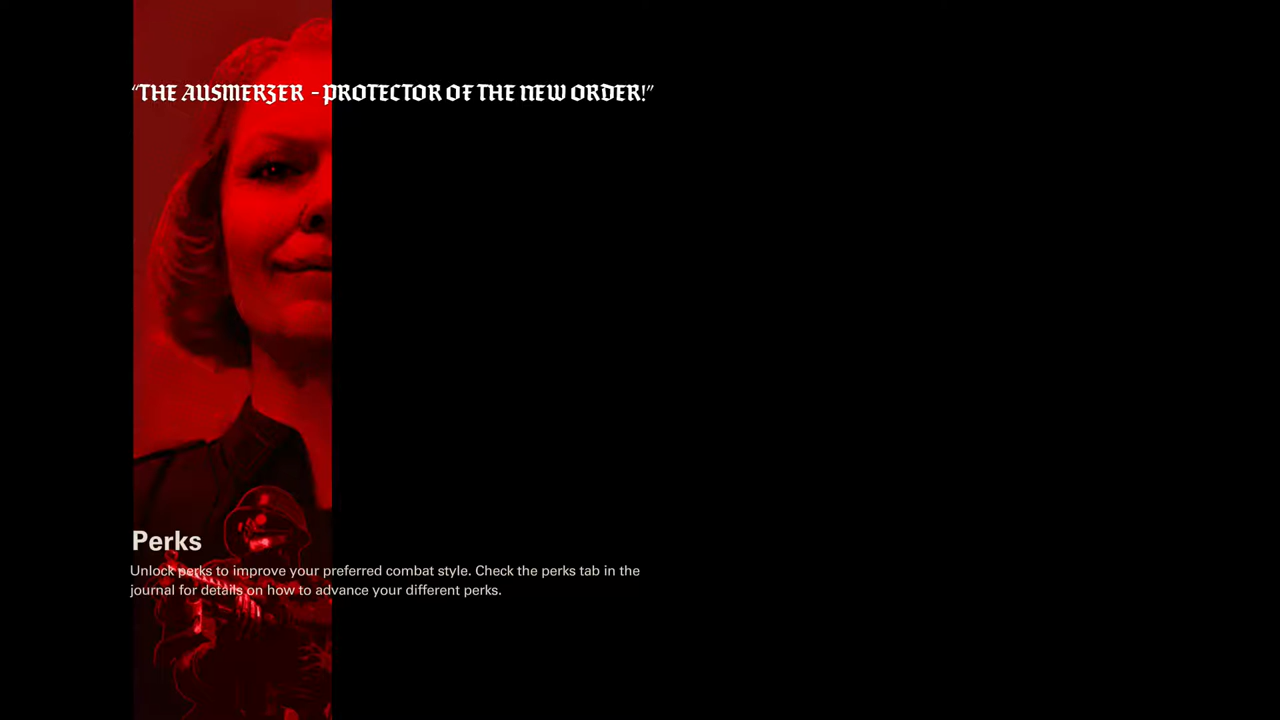 “THE AUSMERZER - PROTECTOR OF THE NEW ORDER!”
Perks
Unlock perks to improve your preferred combat style. Check the perks tab in the
journal for details on how to advance your different perks.